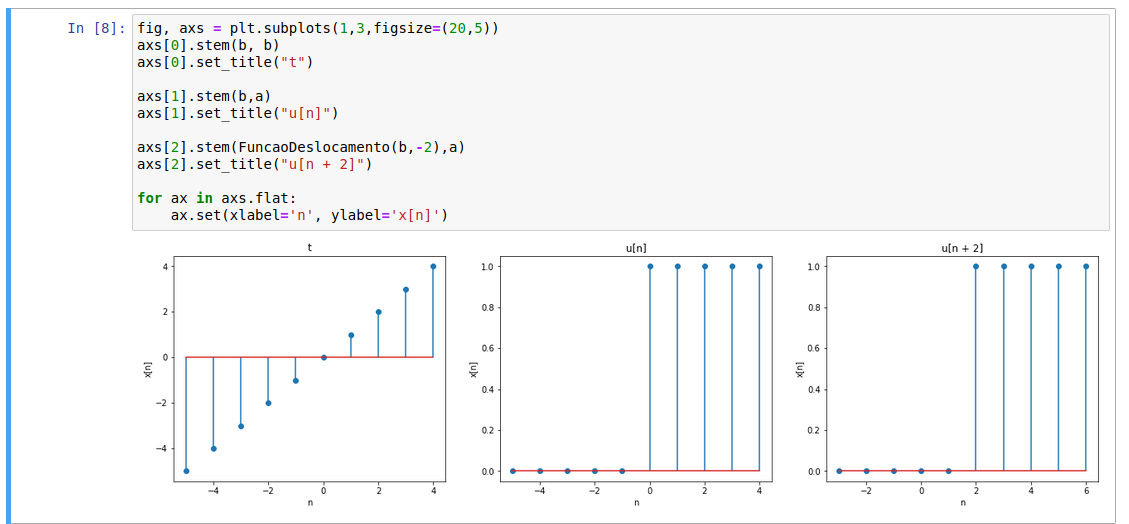 In [8]:
fig, axs = plt.subplots(1,3,figsize=(20,5))
axs[0].stem(b, b)
axs[0].set_title("t")
axs[1].stem(b,a)
axs[1].set_title("u[n]")
axs[2].stem(FuncaoDeslocamento(b,-2),a)
axs[2].set_title("u[n + 2]")
for ax in axs.flat:
    ax.set(xlabel='n', ylabel='x[n]')
t
4
2
0
−2
−4
x[n]
−4 −2 0 2 4
n
u[n]
1.0
0.8
0.6
0.4
0.2
0.0
x[n]
−4 −2 0 2 4
n
u[n + 2]
1.0
0.8
0.6
0.4
0.2
0.0
x[n]
−2 0 2 4 6
n